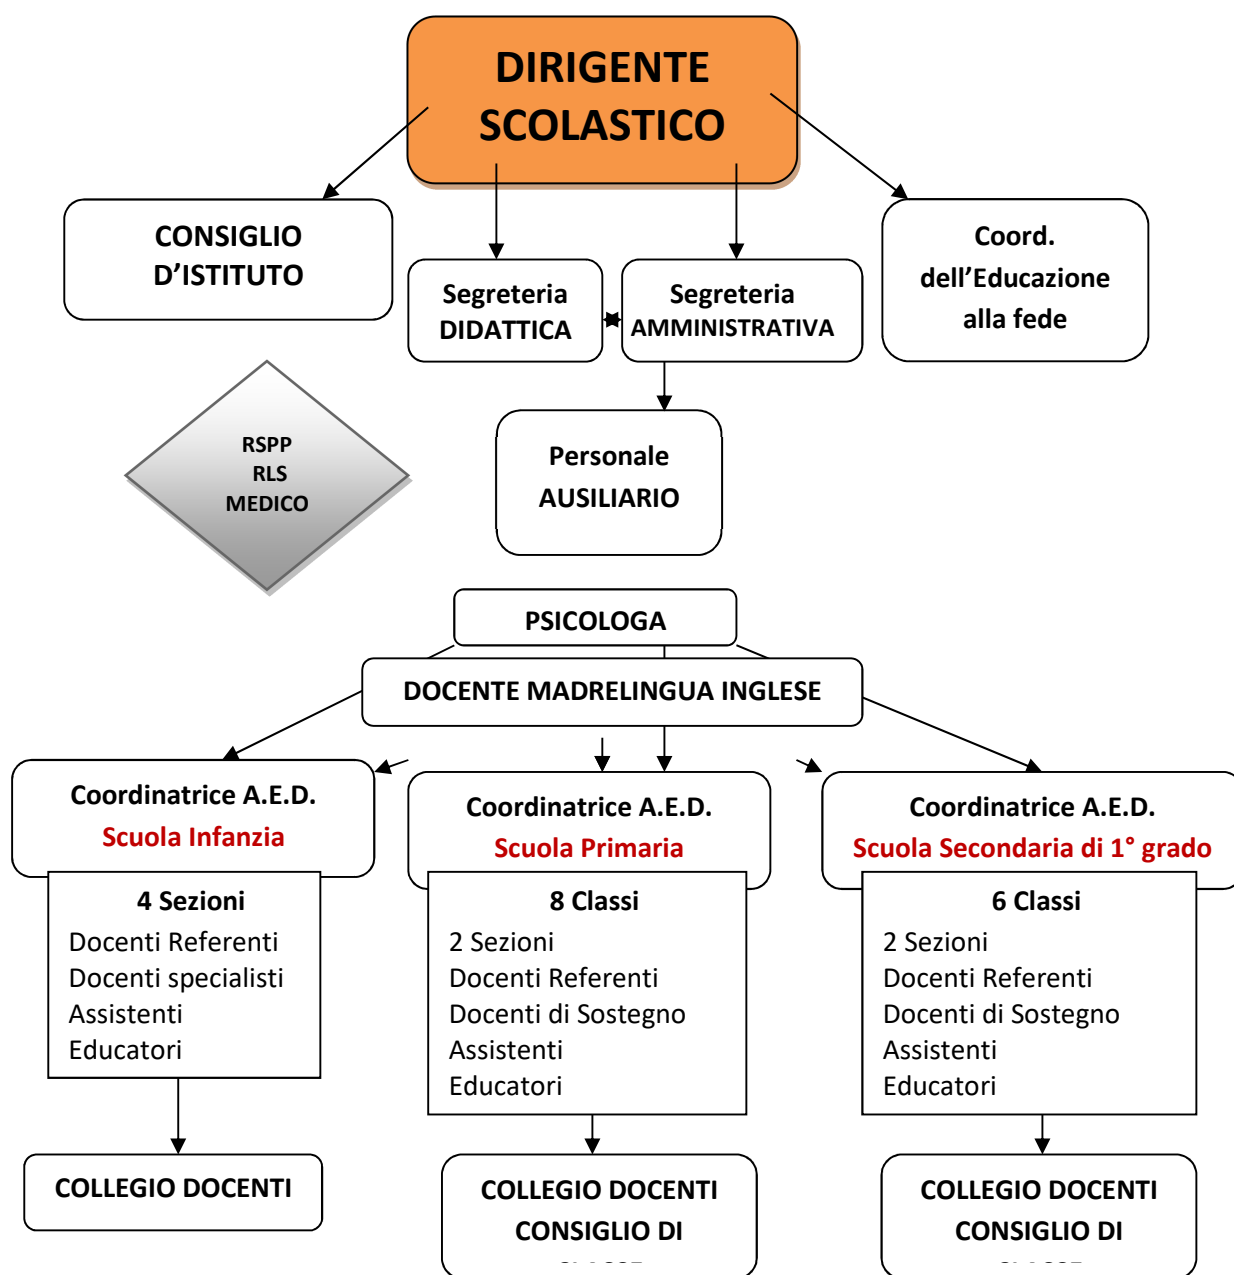 DIRIGENTE
SCOLASTICO
CONSIGLIO
D’ISTITUTO
Segreteria
DIDATTICA
Segreteria
AMMINISTRATIVA
Coord.
dell’Educazione
alla fede
RSPP
RLS
MEDICO
Personale
AUSILIARIO
PSICOLOGA
DOCENTE MADRELINGUA INGLESE
Coordinatrice A.E.D.
Scuola Infanzia
4 Sezioni
Docenti Referenti
Docenti specialisti
Assistenti
Educatori
COLLEGIO DOCENTI
Coordinatrice A.E.D.
Scuola Primaria
8 Classi
2 Sezioni
Docenti Referenti
Docenti di Sostegno
Assistenti
Educatori
COLLEGIO DOCENTI
CONSIGLIO DI
Coordinatrice A.E.D.
Scuola Secondaria di 1° grado
6 Classi
2 Sezioni
Docenti Referenti
Docenti di Sostegno
Assistenti
Educatori
COLLEGIO DOCENTI
CONSIGLIO DI